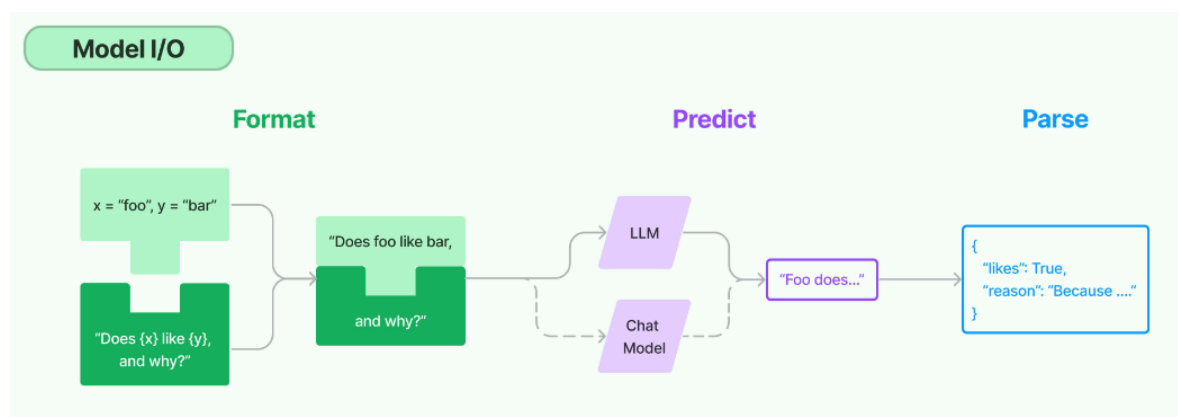 Model I/O
Format
Predict
Parse
x = “foo”, y = “bar”
“Does {x} like {y},
and why?”
“Does foo like bar,
and why?”
LLM
Chat
Model
“Foo does...”
{
“likes”: True,
“reason”: “Because ....”
}